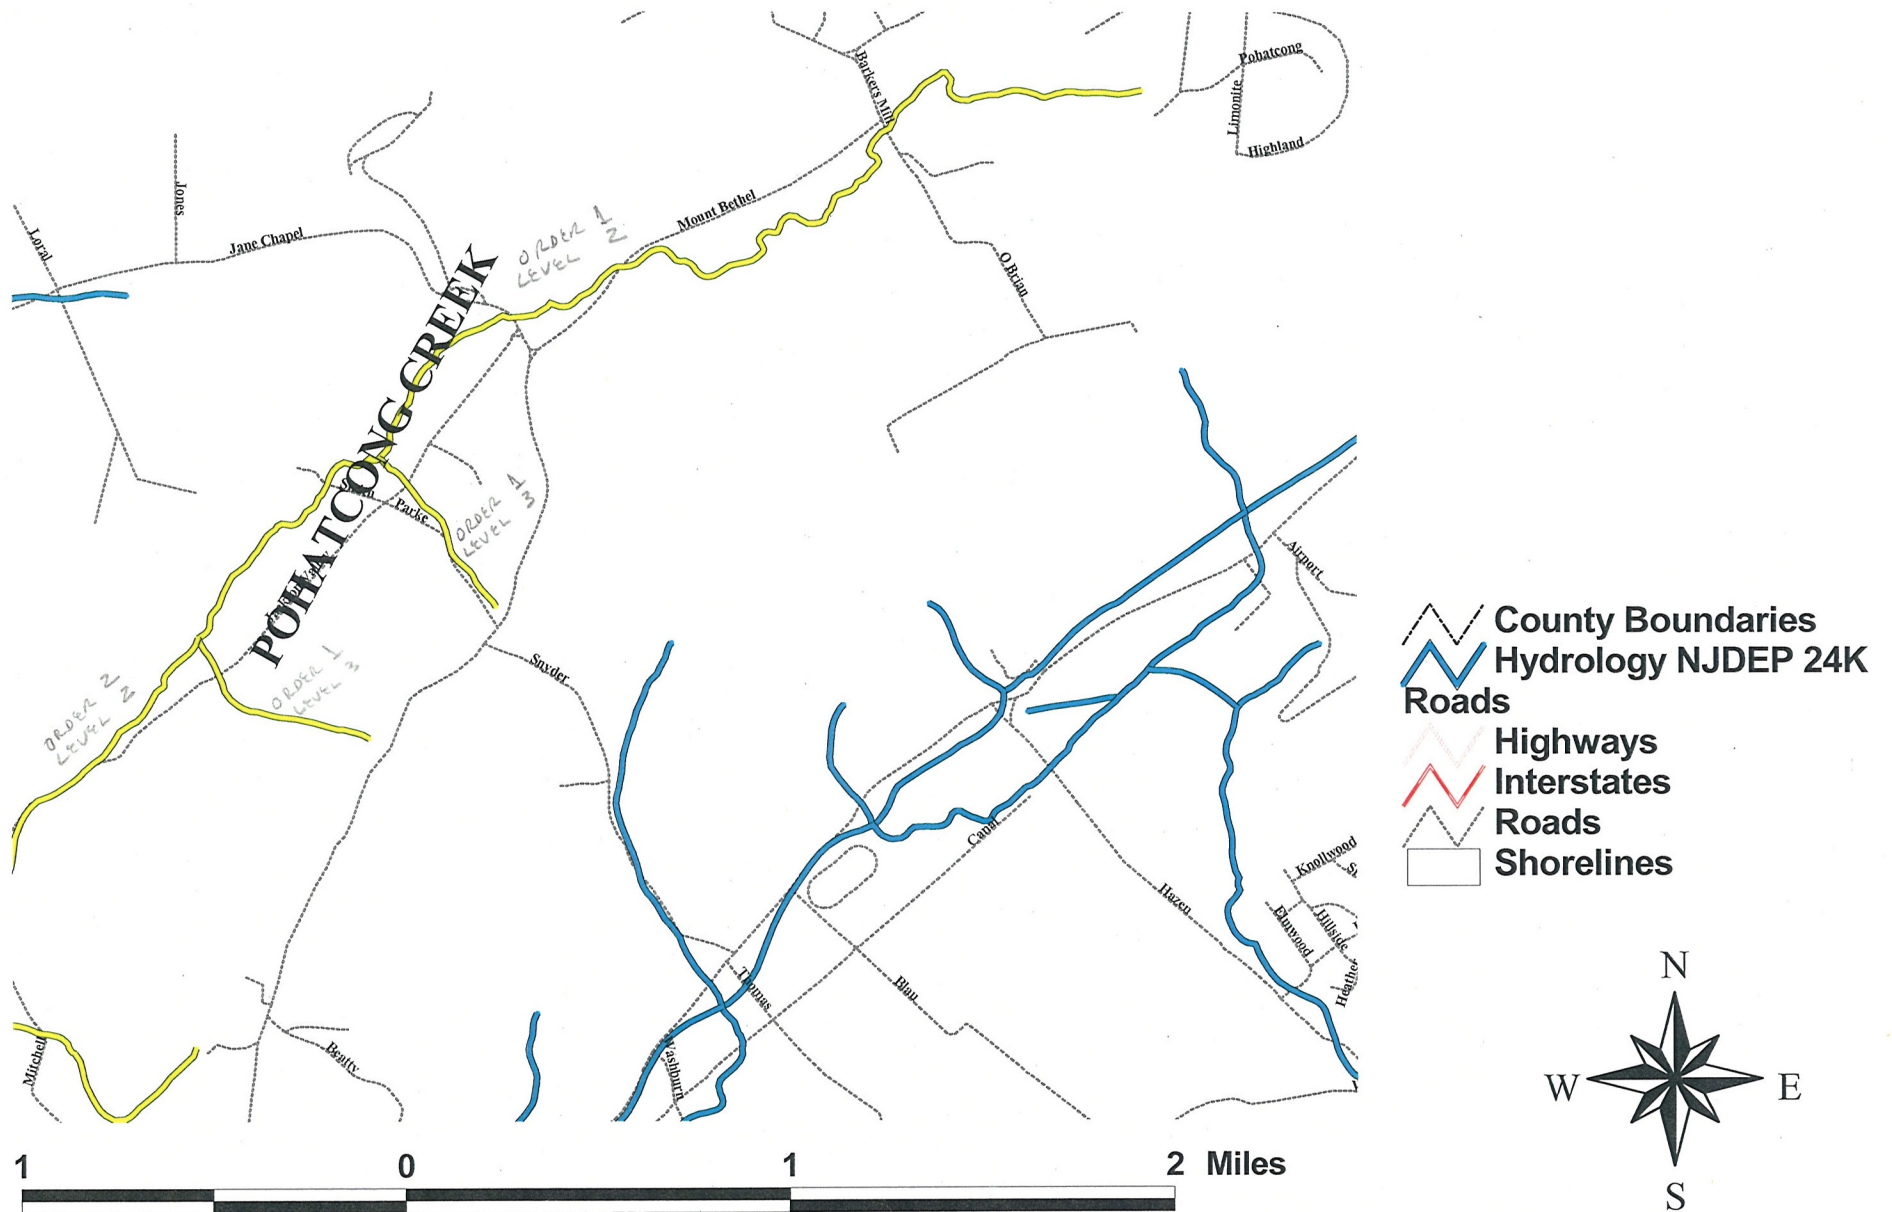 Pohatcong
Barkers Mill
Limonite
Highland
Jones
Mount Bethel
ORDER 1
LEVEL 2
Loral
Jane Chapel
O Brian
POHATCONG CREEK
Parke
ORDER 1
LEVEL 3
Airport
ORDER 2
LEVEL 2
ORDER 1
LEVEL 3
Snyder
County Boundaries
Hydrology NJDEP 24K
Roads
Highways
Interstates
Roads
Shorelines
Canal
Knollwood
Hazen
Elmwood
Hillside
Heather
Thomas
Blau
Mitchell
Beatty
Washburn
N
W E
S
1 0 1 2 Miles